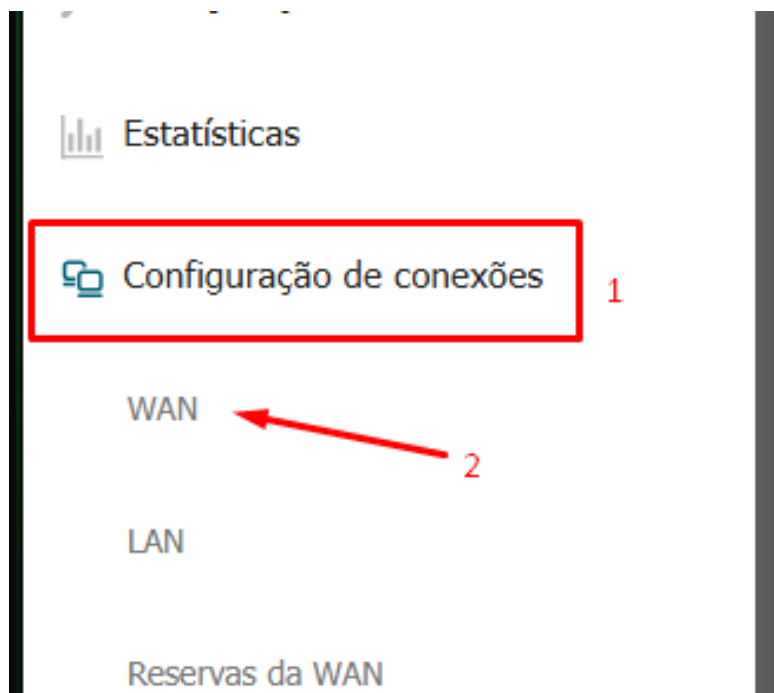 Estatísticas
Configuração de conexões
1
WAN
2
LAN
Reservas da WAN